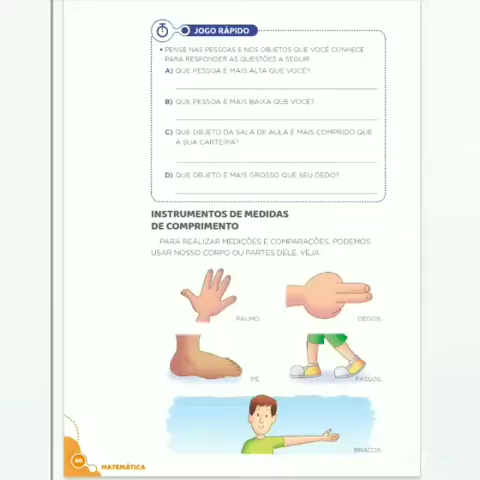 JOGO RÁPIDO
• PENSE NAS PESSOAS E NOS OBJETOS QUE VOCÊ CONHECE
PARA RESPONDER ÀS QUESTÕES A SEGUIR.
A) QUE PESSOA É MAIS ALTA QUE VOCÊ?
B) QUE PESSOA É MAIS BAIXA QUE VOCÊ?
C) QUE OBJETO DA SALA DE AULA É MAIS COMPRIDO QUE
A SUA CARTEIRA?
D) QUE OBJETO É MAIS GROSSO QUE SEU DEDO?
INSTRUMENTOS DE MEDIDAS
DE COMPRIMENTO
PARA REALIZAR MEDIÇÕES E COMPARAÇÕES, PODEMOS
USAR NOSSO CORPO OU PARTES DELE. VEJA.
PALMO.
DEDOS.
PÉ.
PASSOS.
BRAÇOS.
MATEMÁTICA